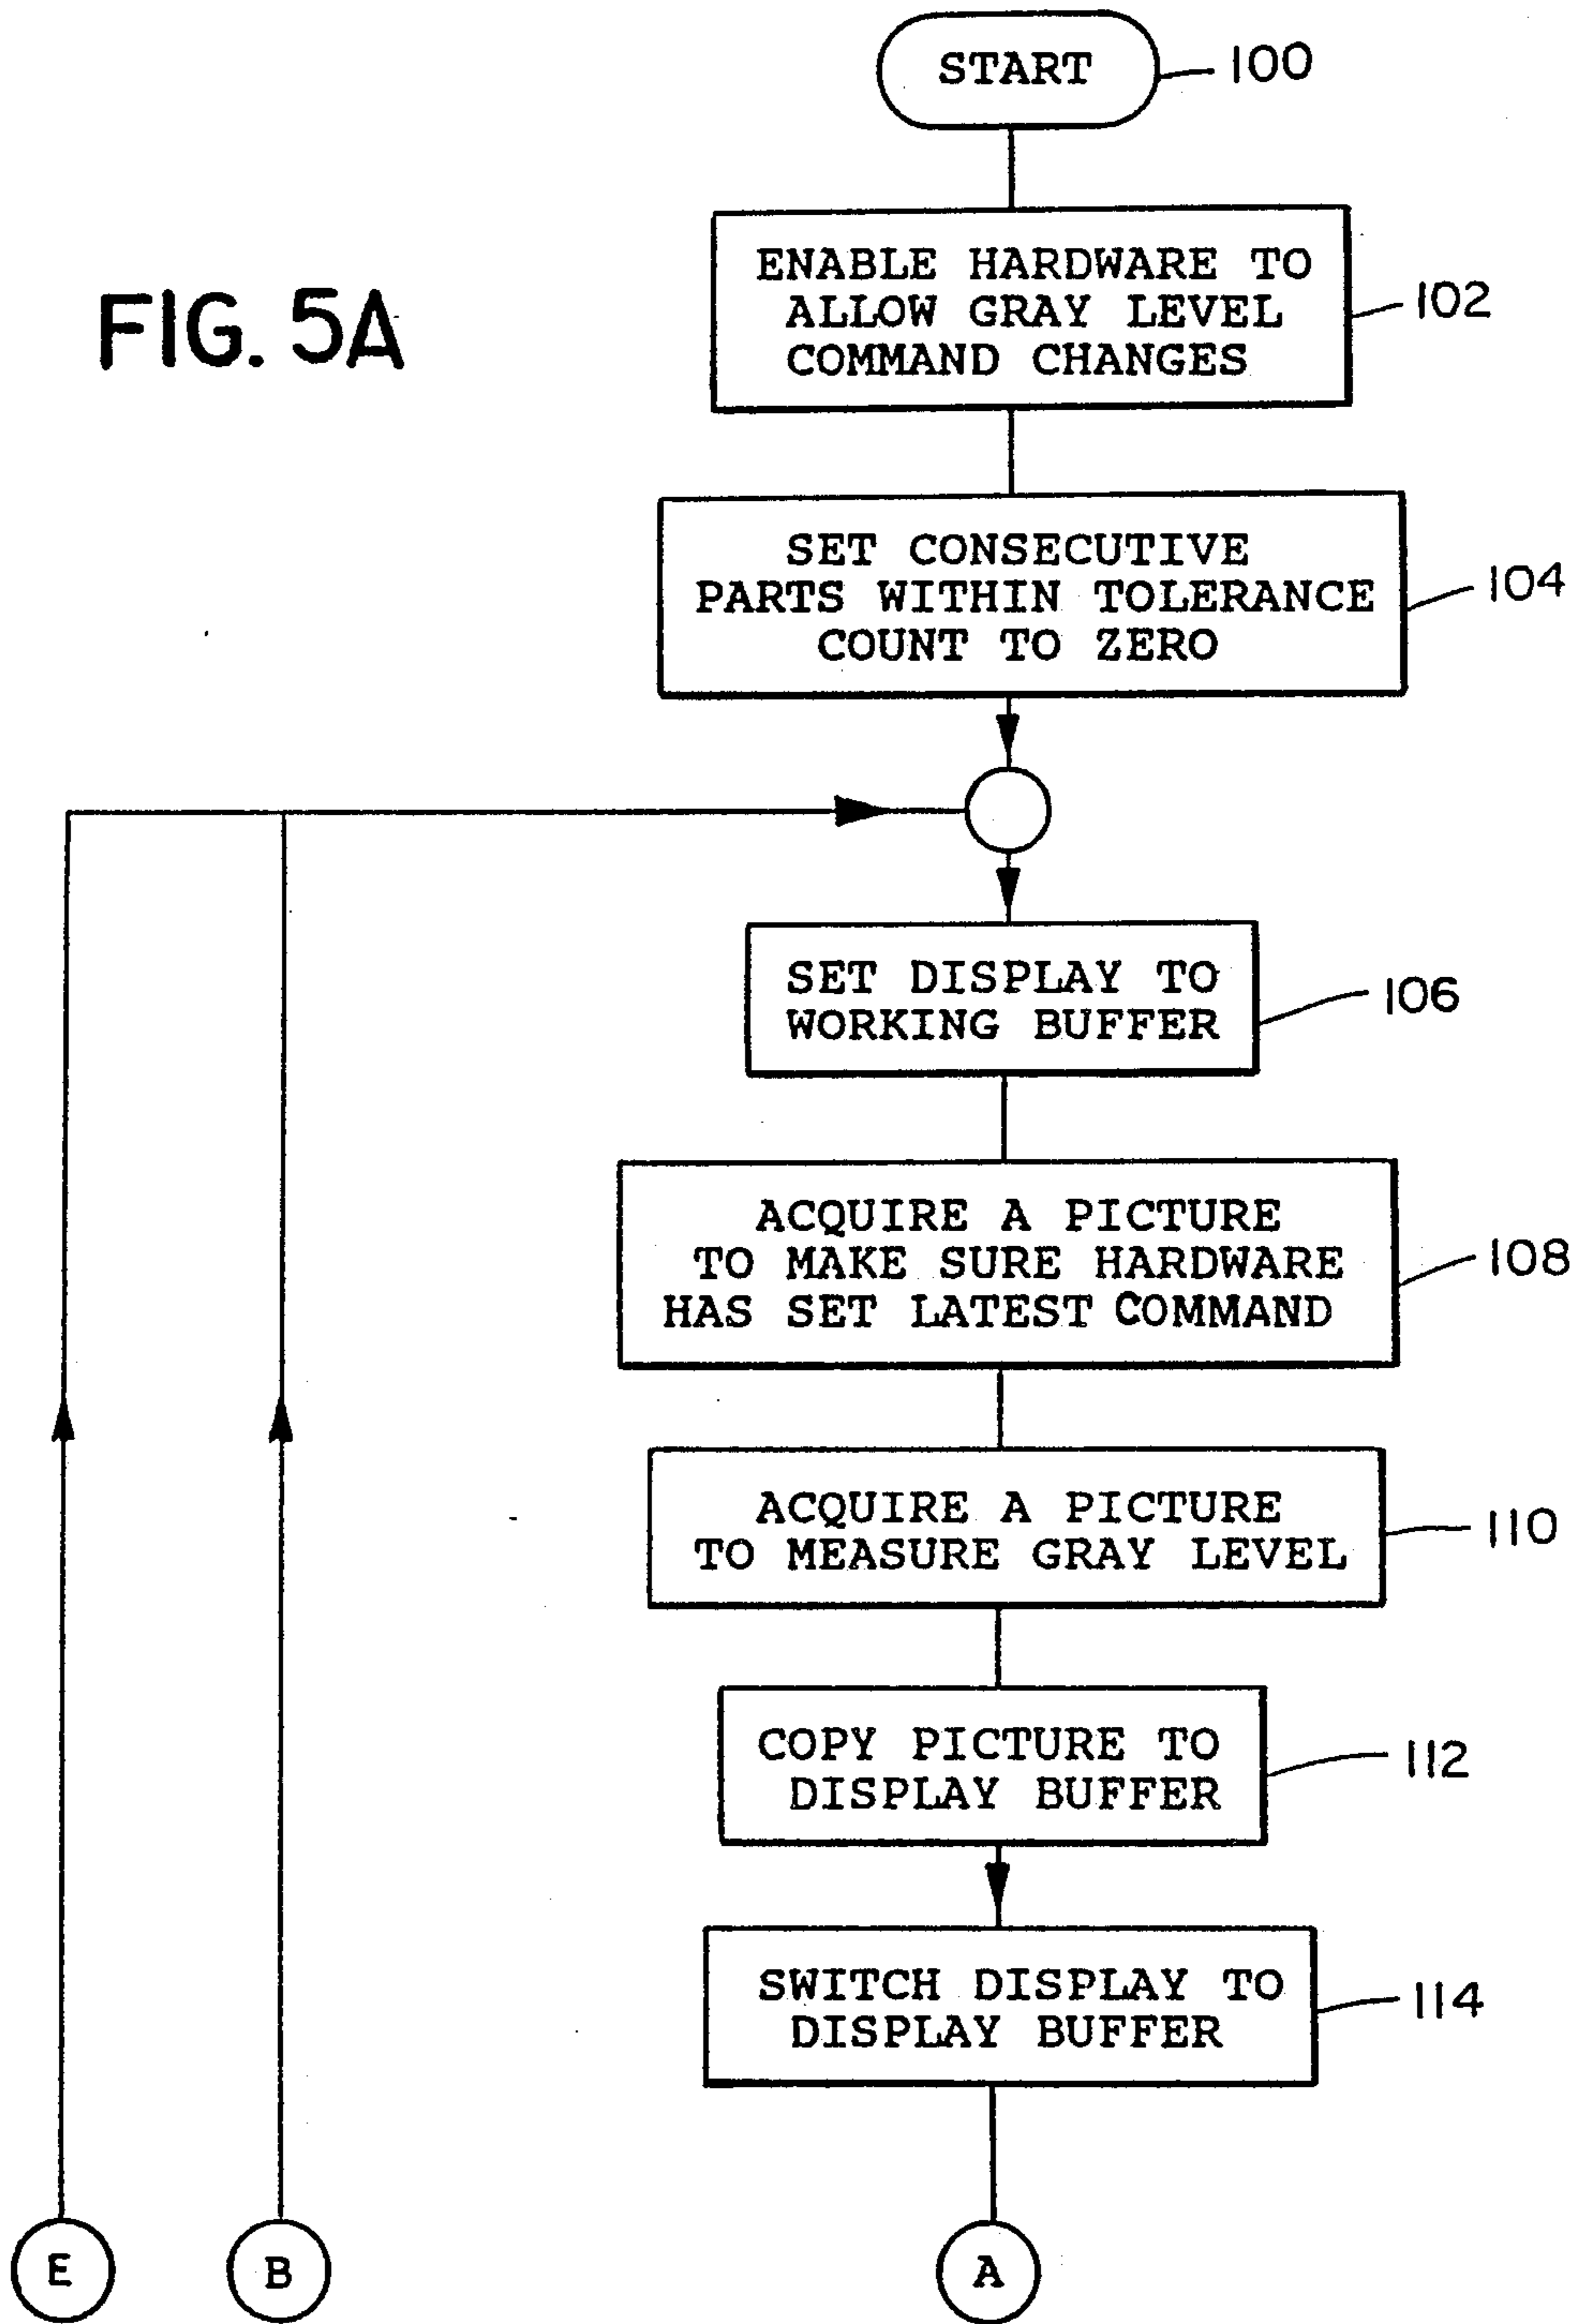 START
100
FIG. 5A
ENABLE HARDWARE TO
ALLOW GRAY LEVEL
COMMAND CHANGES
102
SET CONSECUTIVE
PARTS WITHIN TOLERANCE
COUNT TO ZERO
104
SET DISPLAY TO
WORKING BUFFER
106
ACQUIRE A PICTURE
TO MAKE SURE HARDWARE
HAS SET LATEST COMMAND
108
ACQUIRE A PICTURE
TO MEASURE GRAY LEVEL
110
COPY PICTURE TO
DISPLAY BUFFER
112
SWITCH DISPLAY TO
DISPLAY BUFFER
114
E
B
A